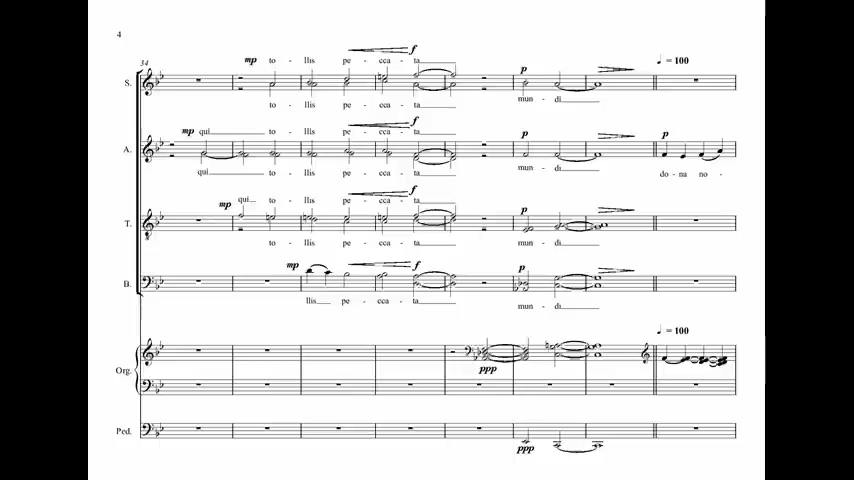 4
34
mp to - llis pe - cca - ta f
p
♩ = 100
S.
to - llis pe - cca - ta mun - di
mp qui to - llis pe - cca - ta f
p
p
A.
qui to - llis pe - cca - ta mun - di do - na no -
mp qui to - llis pe - cca - ta f
p
T.
to - llis pe - cca - ta mun - di
mp f
p
B.
llis pe - cca - ta mun - di
♩ = 100
Org.
ppp
Ped.
ppp